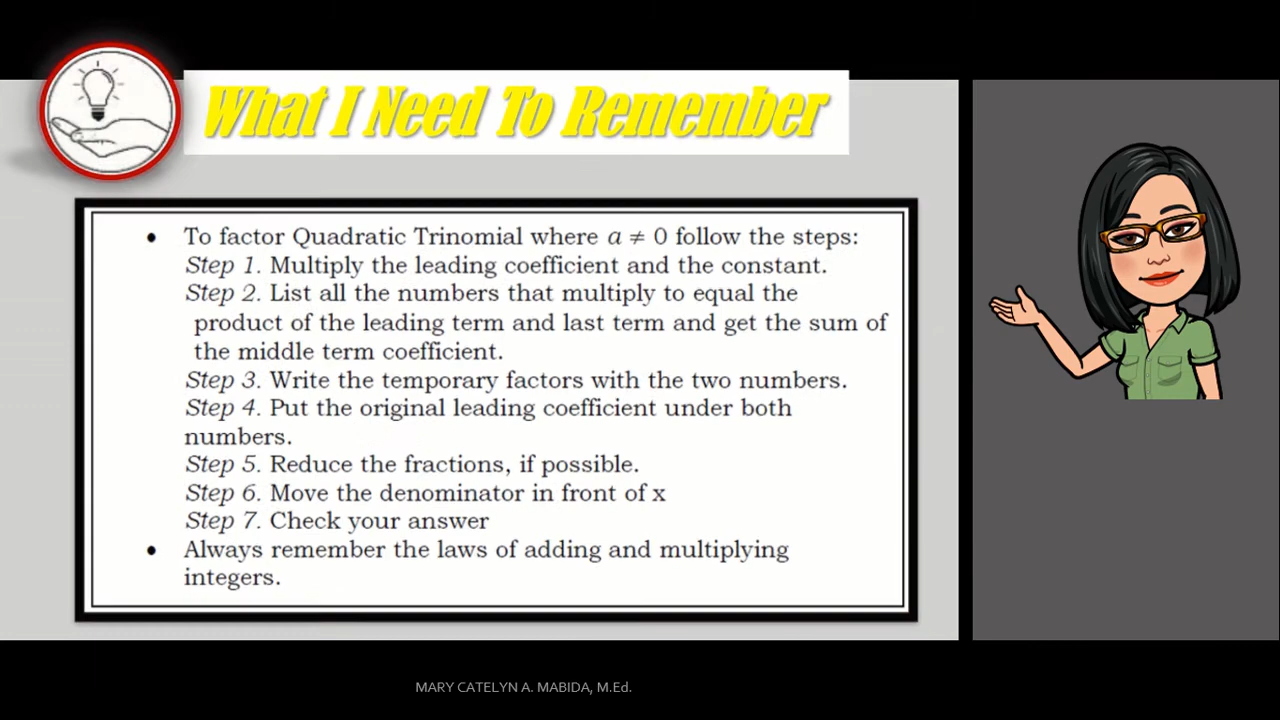 What I Need To Remember
• To factor Quadratic Trinomial where a ≠ 0 follow the steps:
Step 1. Multiply the leading coefficient and the constant.
Step 2. List all the numbers that multiply to equal the
product of the leading term and last term and get the sum of
the middle term coefficient.
Step 3. Write the temporary factors with the two numbers.
Step 4. Put the original leading coefficient under both
numbers.
Step 5. Reduce the fractions, if possible.
Step 6. Move the denominator in front of x
Step 7. Check your answer
• Always remember the laws of adding and multiplying
integers.
MARY CATELYN A. MABIDA, M.Ed.